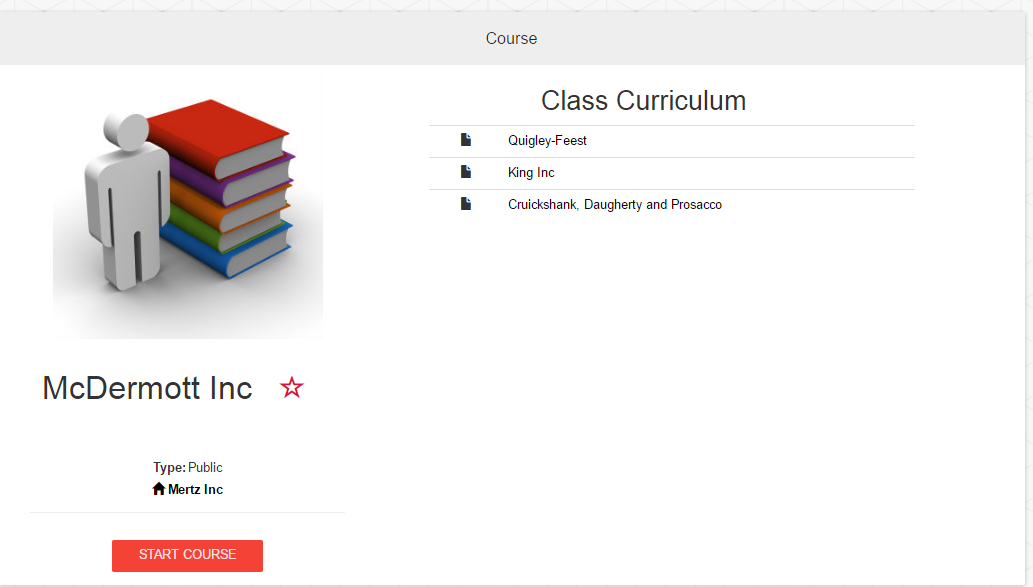 Course
McDermott Inc
Type: Public
Mertz Inc
START COURSE
Class Curriculum
Quigley-Feest
King Inc
Cruickshank, Daugherty and Prosacco